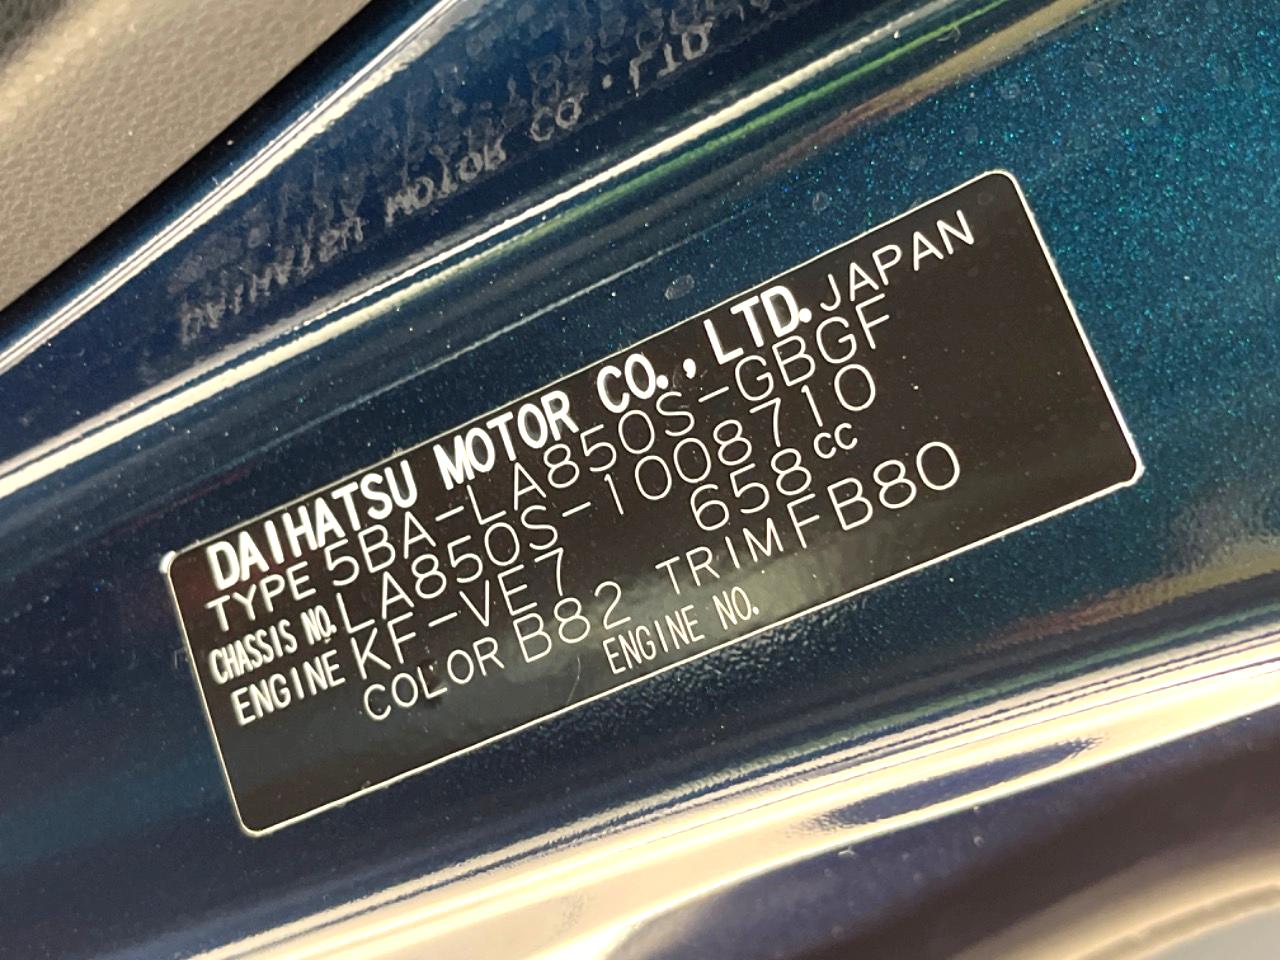 DAIHATSU MOTOR CO., LTD. JAPAN
TYPE 5BA-LA850S-GBGF
CHASSIS NO. LA850S-1008710
ENGINE KF-VE7 658cc
COLOR B82 TRIM FB80
ENGINE NO.